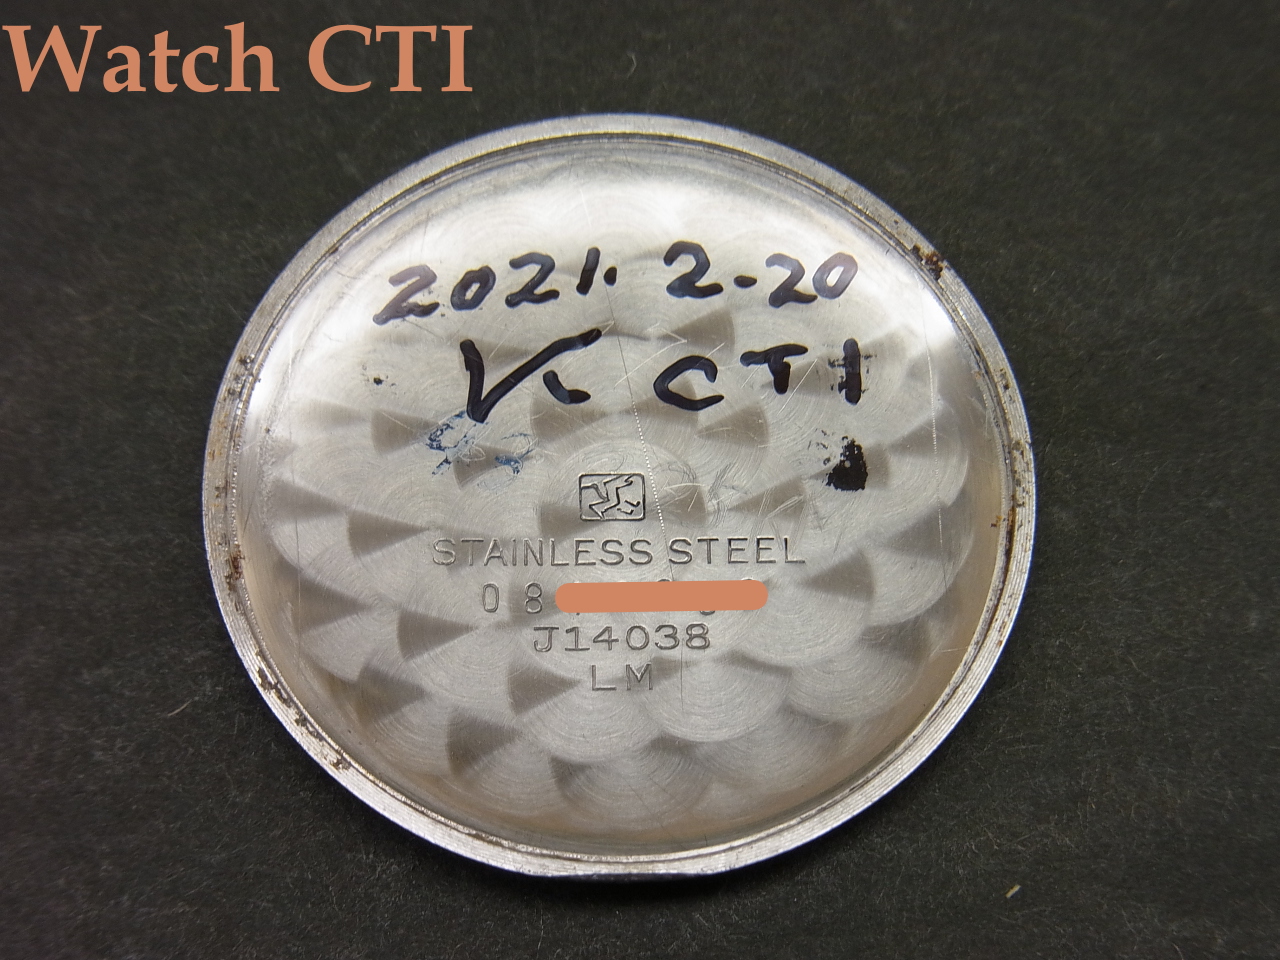 Watch CTI
2021. 2-20
CTI
STAINLESS STEEL
08
J14038
LM